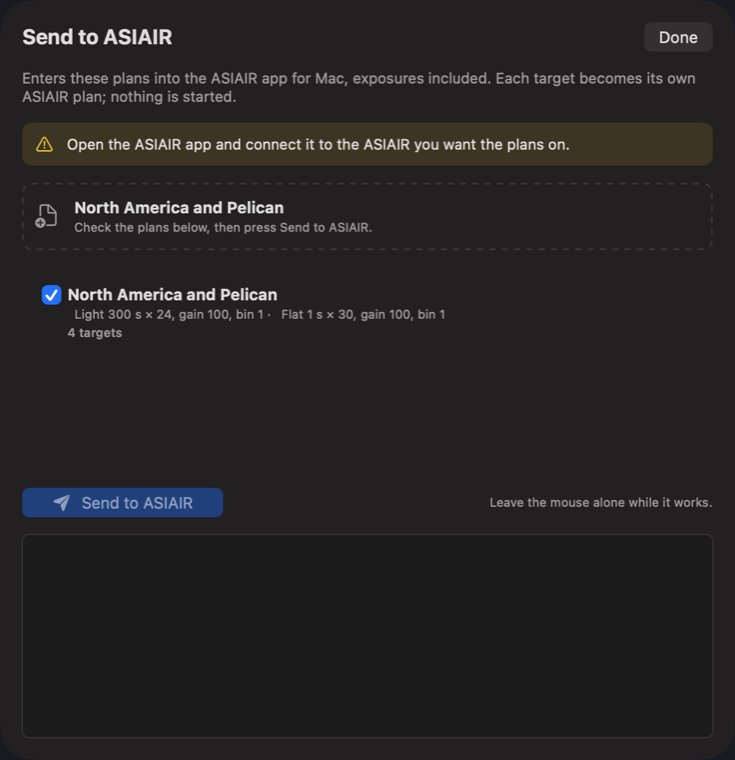 Send to ASIAIR
Done
Enters these plans into the ASIAIR app for Mac, exposures included. Each target becomes its own
ASIAIR plan; nothing is started.
Open the ASIAIR app and connect it to the ASIAIR you want the plans on.
North America and Pelican
Check the plans below, then press Send to ASIAIR.
North America and Pelican
Light 300 s × 24, gain 100, bin 1 · Flat 1 s × 30, gain 100, bin 1
4 targets
Send to ASIAIR
Leave the mouse alone while it works.